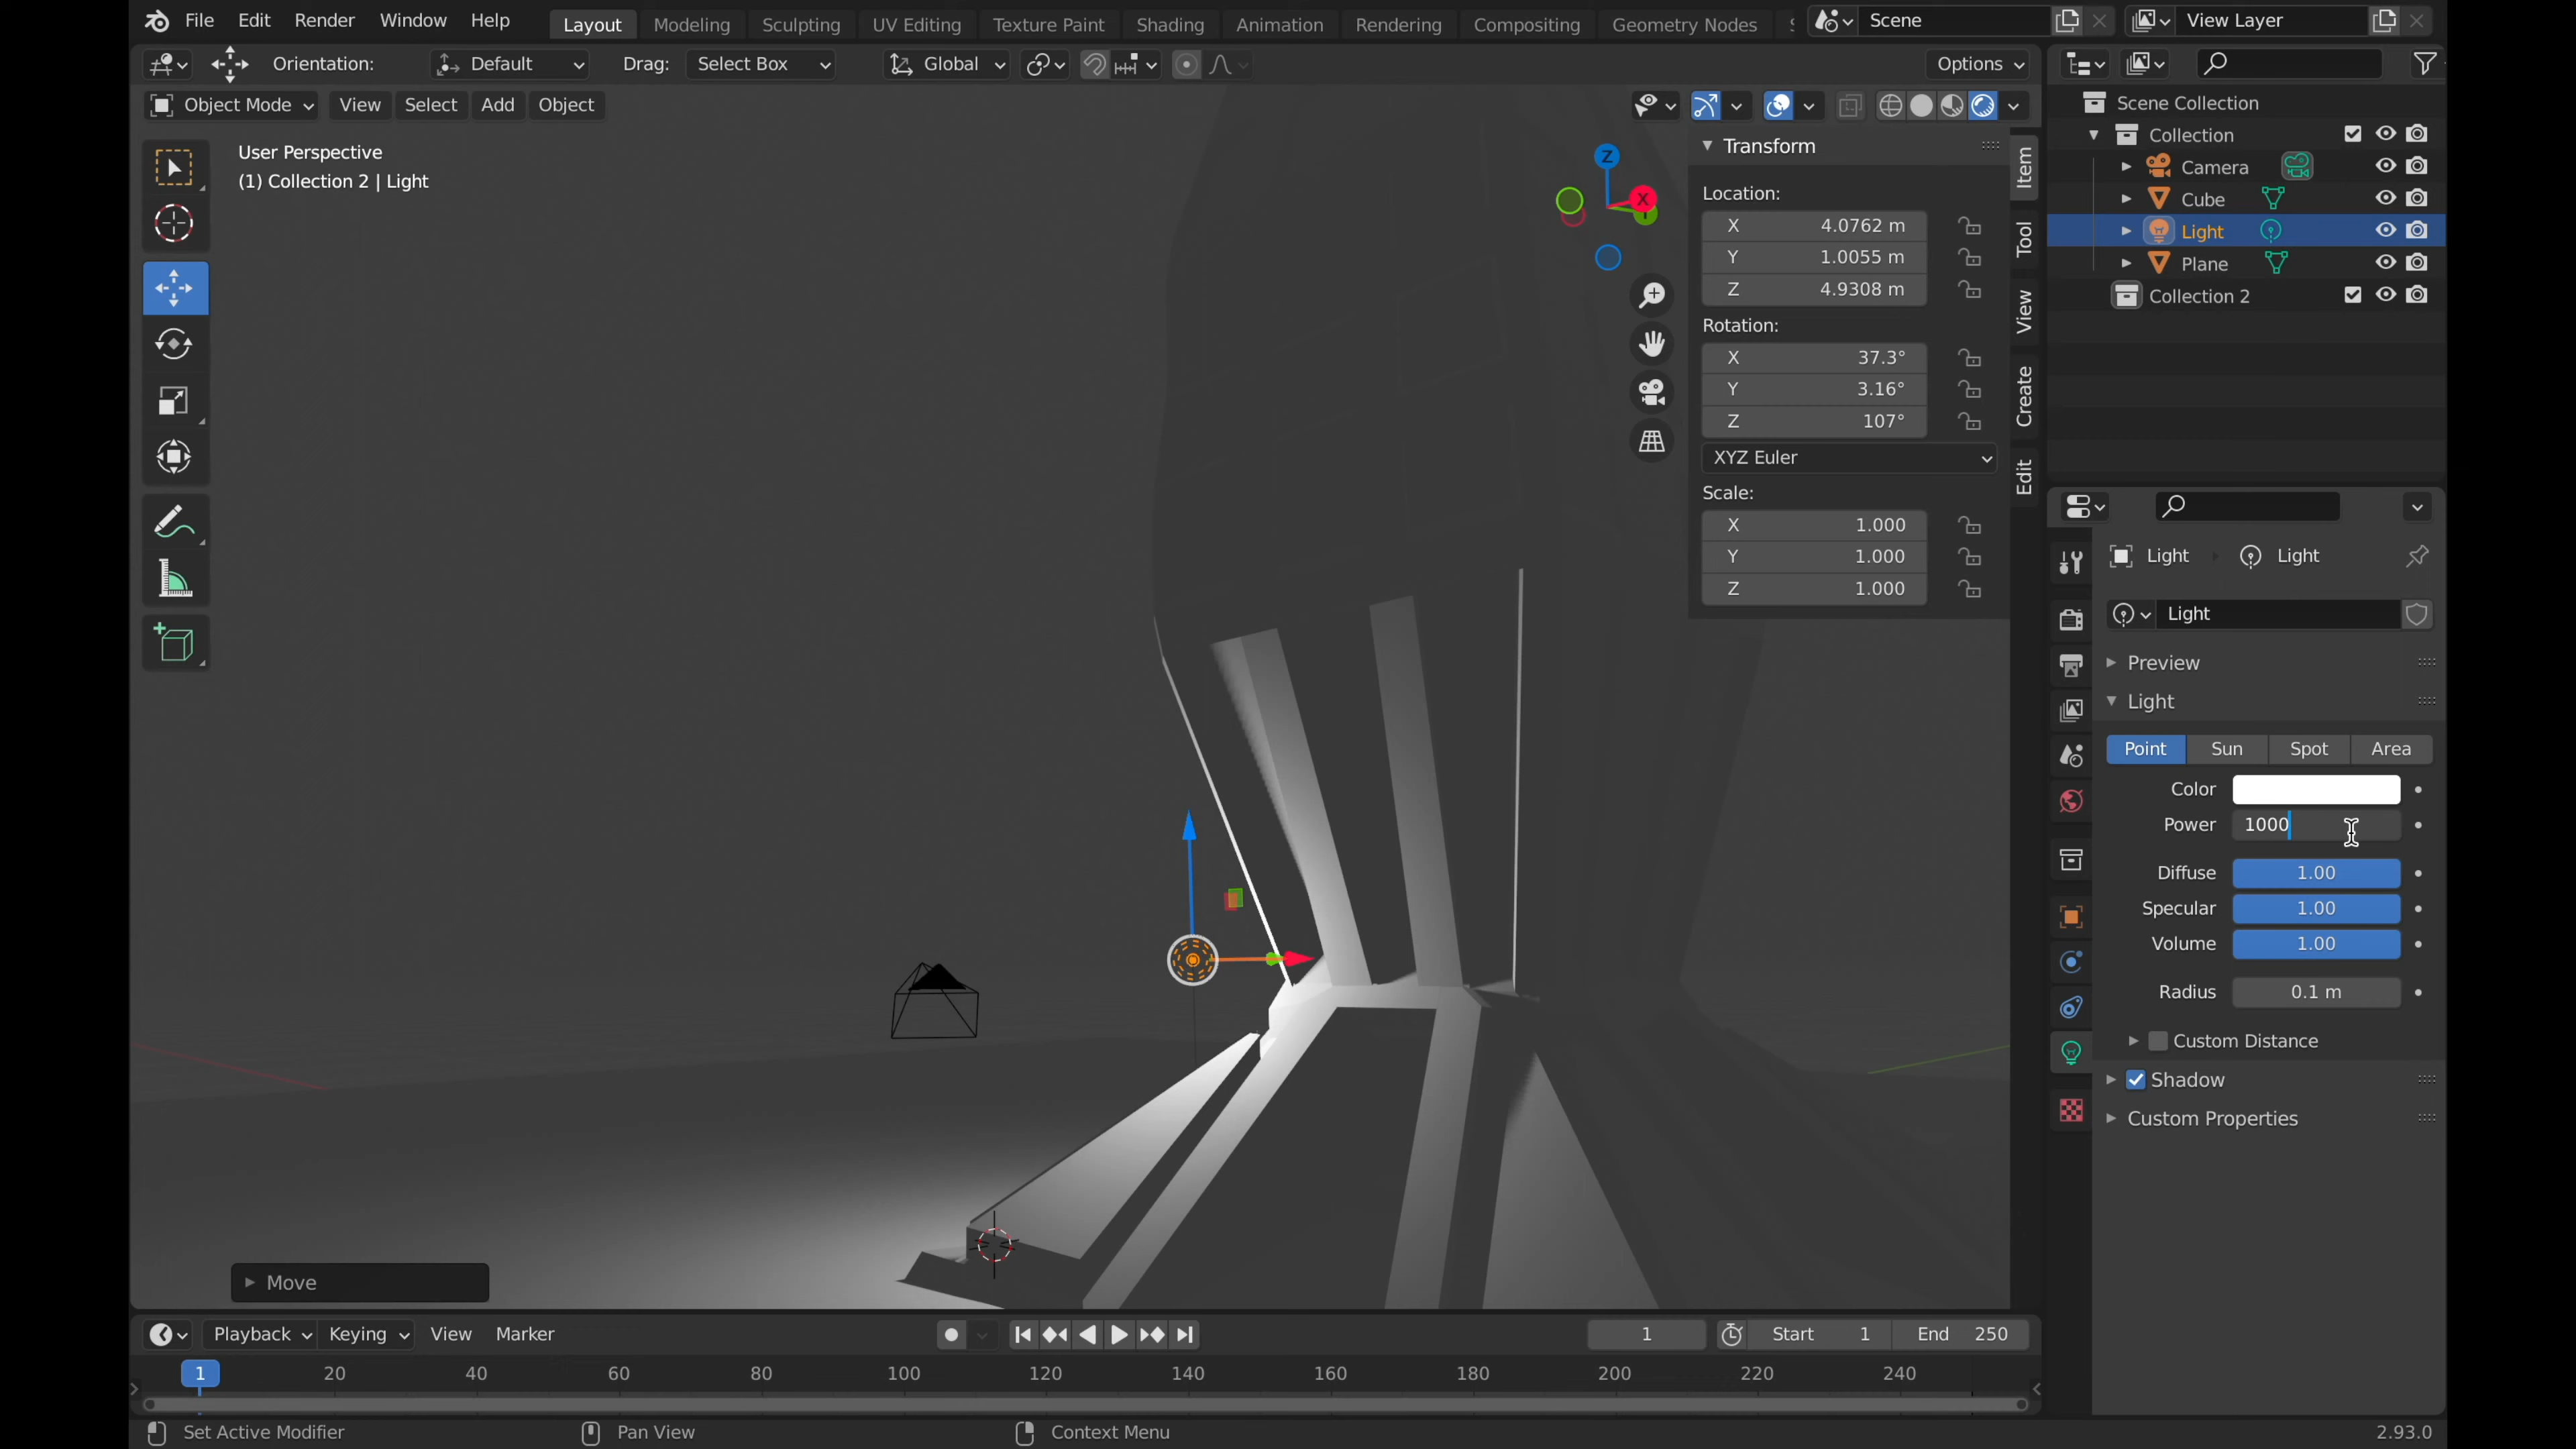 File Edit Render Window Help Layout Modeling Sculpting UV Editing Texture Paint Shading Animation Rendering Compositing Geometry Nodes Scene View Layer
Orientation: Default Drag: Select Box Global Options
Object Mode View Select Add Object
Scene Collection
Collection
Camera
Cube
Light
Plane
Collection 2
User Perspective
(1) Collection 2 | Light
Z
X
Transform
Location:
X 4.0762 m
Y 1.0055 m
Z 4.9308 m
Rotation:
X 37.3°
Y 3.16°
Z 107°
XYZ Euler
Scale:
X 1.000
Y 1.000
Z 1.000
Item
Tool
View
Create
Edit
Light Light
Light
Preview
Light
Point Sun Spot Area
Color
Power 1000
Diffuse 1.00
Specular 1.00
Volume 1.00
Radius 0.1 m
Custom Distance
Shadow
Custom Properties
Move
Playback Keying View Marker 1 Start 1 End 250
1 20 40 60 80 100 120 140 160 180 200 220 240
Set Active Modifier Pan View Context Menu 2.93.0